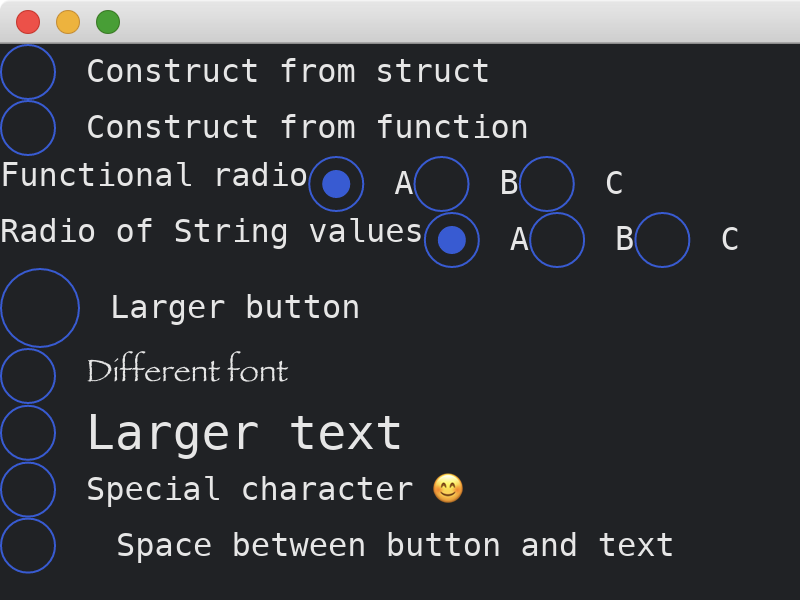 Construct from struct
Construct from function
Functional radio A B C
Radio of String values A B C
Larger button
Different font
Larger text
Special character 😊
Space between button and text